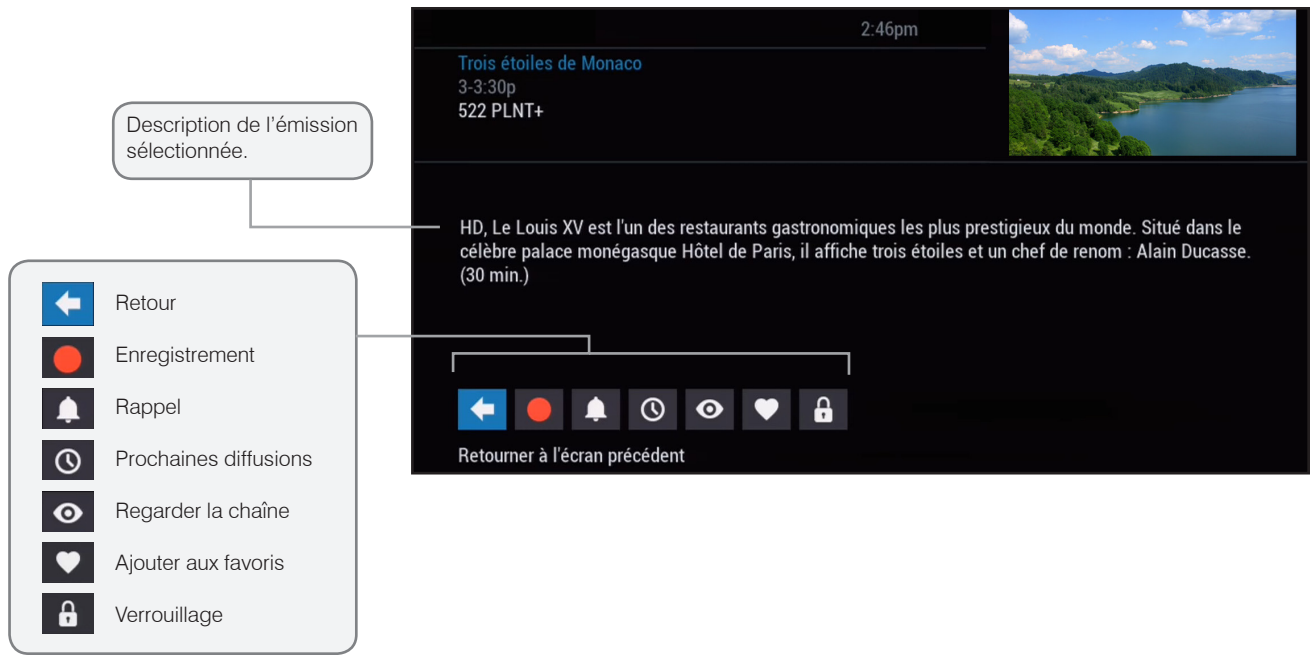 2:46pm
Trois étoiles de Monaco
3-3:30p
522 PLNT+
Description de l'émission
sélectionnée.
HD, Le Louis XV est l'un des restaurants gastronomiques les plus prestigieux du monde. Situé dans le
célèbre palace monégasque Hôtel de Paris, il affiche trois étoiles et un chef de renom : Alain Ducasse.
(30 min.)
Retour
Enregistrement
Rappel
Prochaines diffusions
Regarder la chaîne
Ajouter aux favoris
Verrouillage
Retourner à l'écran précédent